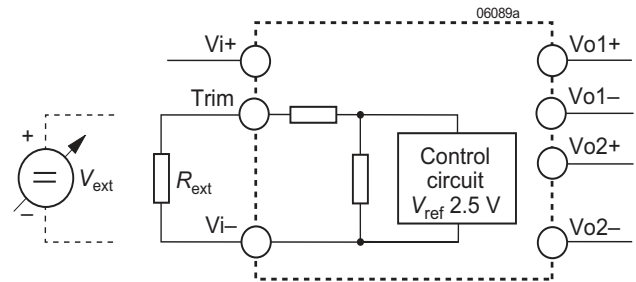 06089a
Vi+
Vo1+
Trim
Vo1–
+
Vext
–
Rext
Control
circuit
Vref 2.5 V
Vo2+
Vi–
Vo2–